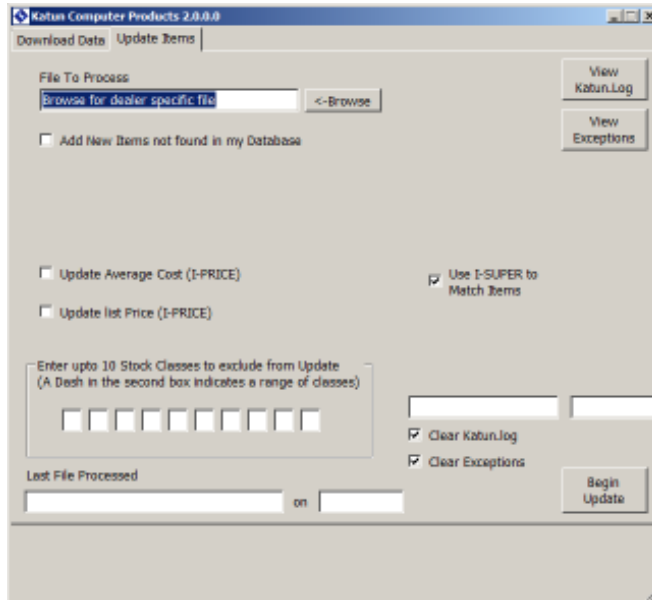 Katun Computer Products 2.0.0.0
Download Data
Update Items
File To Process
Browse for dealer specific file
<-Browse
View
Katun.Log
View
Exceptions
Add New Items not found in my Database
Update Average Cost (I-PRICE)
Use I-SUPER to
Match Items
Update list Price (I-PRICE)
Enter upto 10 Stock Classes to exclude from Update
(A Dash in the second box indicates a range of classes)
Clear Katun.log
Clear Exceptions
Last File Processed
on
Begin
Update